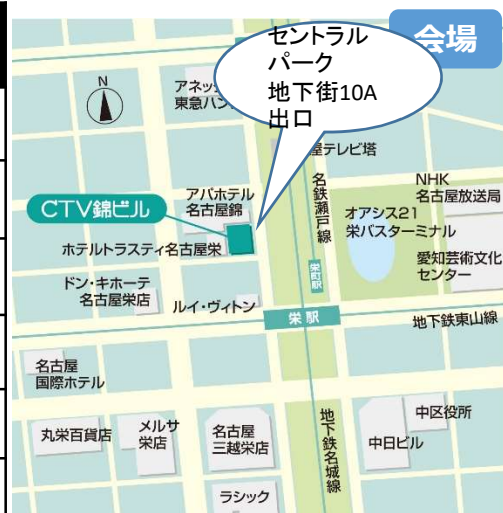 会場
セントラル
パーク
地下街10A
出口
N
アネッ
東急ハン
屋テレビ塔
アパホテル
名古屋錦
CTV錦ビル
名鉄瀬戸線
NHK
名古屋放送局
オアシス21
栄バスターミナル
ホテルトラスティ名古屋栄
愛知芸術文化
センター
栄町駅
ドン・キホーテ
名古屋栄店
ルイ・ヴィトン
栄駅
地下鉄東山線
名古屋
国際ホテル
丸栄百貨店
メルサ
栄店
名古屋
三越栄店
地下鉄名城線
中日ビル
中区役所
ラシック